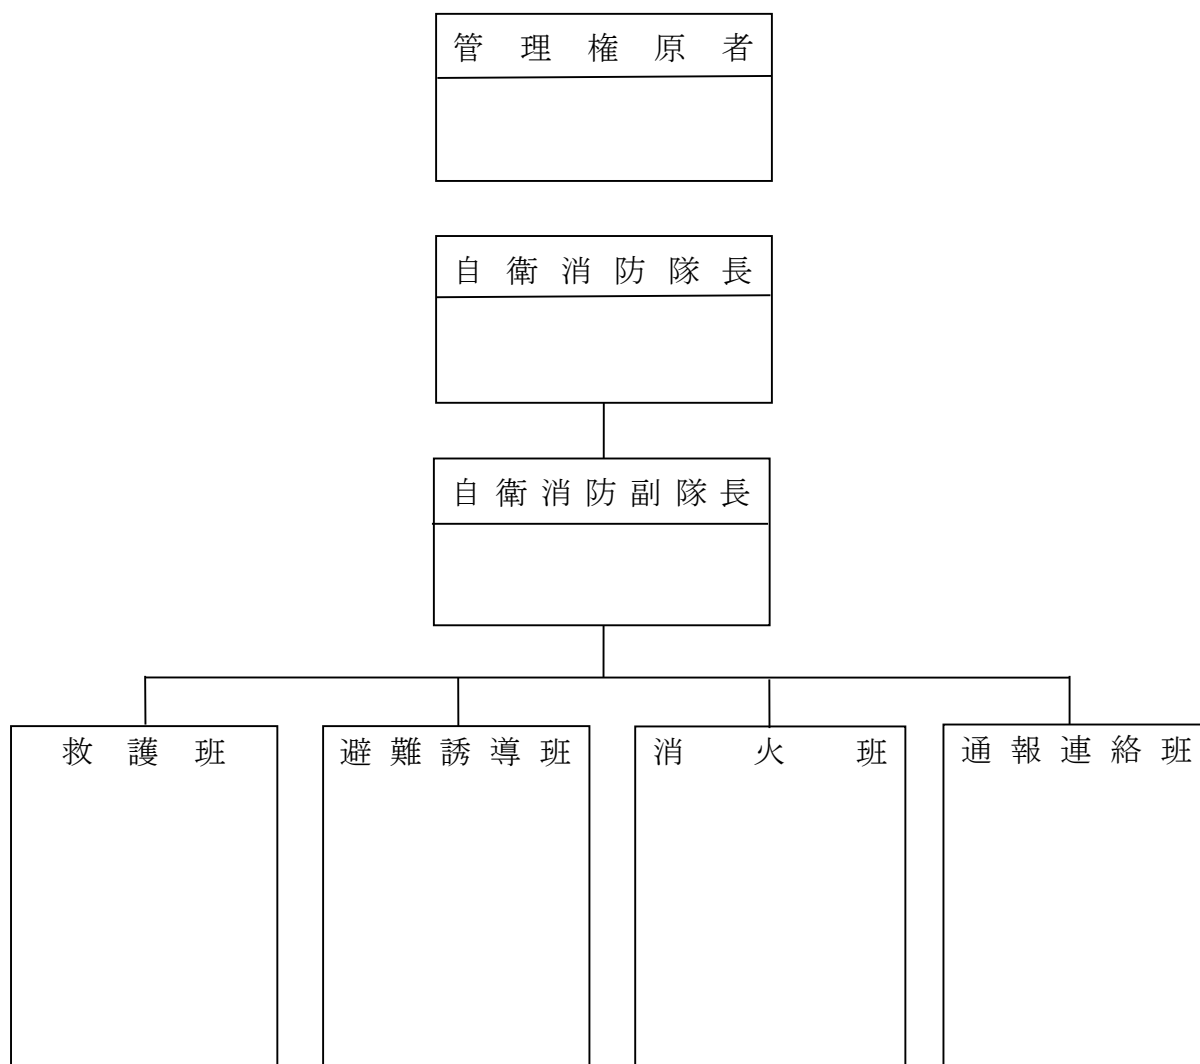 管理権原者
自衛消防隊長
自衛消防副隊長
救護班
避難誘導班
消火班
通報連絡班